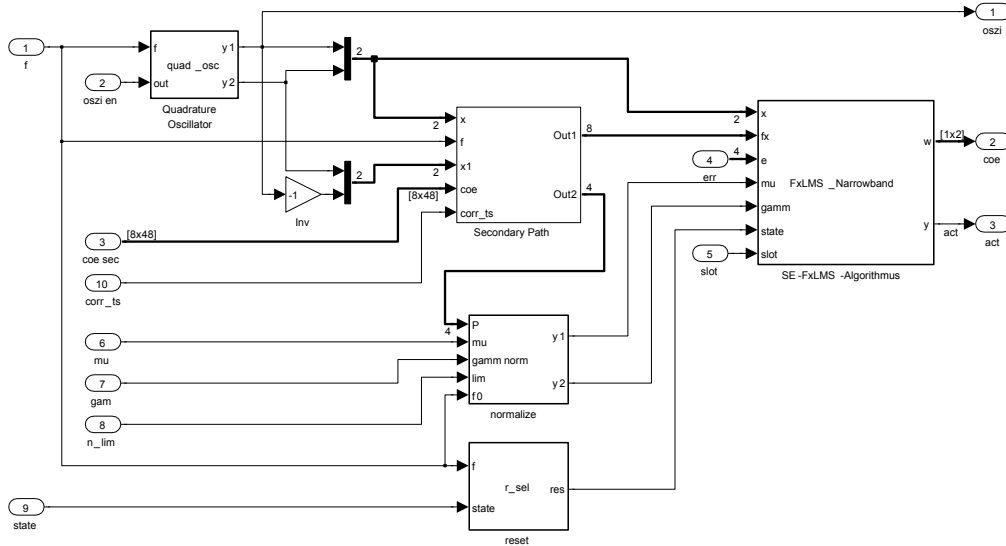 1
oszi
1
f
f
y1
quad _osc
out
y2
Quadrature
Oscillator
2
oszi en
2
x
2
f
x1
2
coe
[8x48]
corr_ts
Out1
8
Out2
4
Secondary Path
2
-1
Inv
3
[8x48]
coe sec
10
corr_ts
x
2
fx
4
e
4
err
mu
gamm
state
slot
w
FxLMS _Narrowband
y
SE -FxLMS -Algorithmus
[1x2]
2
coe
act
3
act
5
slot
6
mu
7
gam
8
n_lim
P
4
mu
gamm norm
lim
f0
y1
y2
normalize
f
r_sel
state
res
reset
9
state